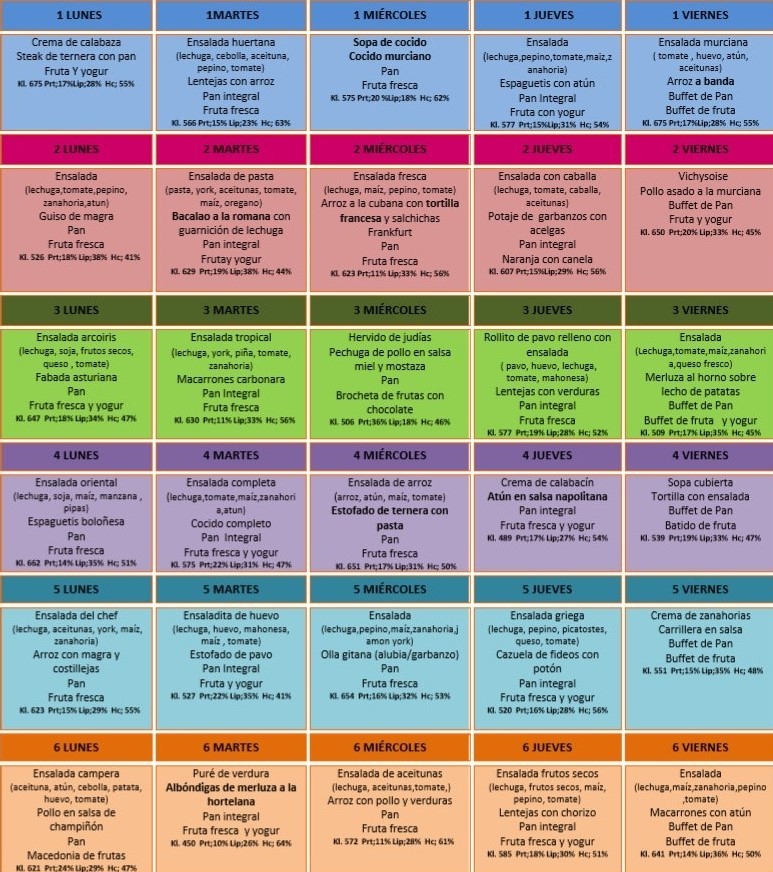 1 LUNES
Crema de calabaza
Steak de ternera con pan
Fruta Y yogur
Kl. 675 Prt;17%Lip;28% Hc; 55%
1MARTES
Ensalada huertana
(lechuga, cebolla, aceituna,
pepino, tomate)
Lentejas con arroz
Pan integral
Fruta fresca
Kl. 566 Prt;15% Lip;23% Hc; 63%
1 MIÉRCOLES
Sopa de cocido
Cocido murciano
Pan
Fruta fresca
Kl. 575 Prt;20 %Lip;18% Hc; 62%
1 JUEVES
Ensalada
(lechuga,pepino,tomate,maíz,z
anahoria)
Espaguetis con atún
Pan Integral
Fruta con yogur
Kl. 577 Prt;15%Lip;31% Hc; 54%
1 VIERNES
Ensalada murciana
( tomate , huevo, atún,
aceitunas)
Arroz a banda
Buffet de Pan
Buffet de fruta
Kl. 675 Prt;17%Lip;28% Hc; 55%
2 LUNES
Ensalada
(lechuga,tomate,pepino,
zanahoria,atun)
Guiso de magra
Pan
Fruta fresca
Kl. 526 Prt;18% Lip;38% Hc; 41%
2 MARTES
Ensalada de pasta
(pasta, york, aceitunas, tomate,
maíz, oregano)
Bacalao a la romana con
guarnición de lechuga
Pan integral
Frutay yogur
Kl. 629 Prt;19% Lip;38% Hc; 44%
2 MIÉRCOLES
Ensalada fresca
(lechuga, maíz, pepino, tomate)
Arroz a la cubana con tortilla
francesa y salchichas
Frankfurt
Pan
Fruta fresca
Kl. 623 Prt;11% Lip;33% Hc; 56%
2 JUEVES
Ensalada con caballa
(lechuga, tomate, caballa,
aceitunas)
Potaje de garbanzos con
acelgas
Pan integral
Naranja con canela
Kl. 607 Prt;15%Lip;29% Hc; 56%
2 VIERNES
Vichysoise
Pollo asado a la murciana
Buffet de Pan
Fruta y yogur
Kl. 650 Prt;20% Lip;33% Hc; 45%
3 LUNES
Ensalada arcoiris
(lechuga, soja, frutos secos,
queso , tomate)
Fabada asturiana
Pan
Fruta fresca y yogur
Kl. 647 Prt;18% Lip;34% Hc; 47%
3 MARTES
Ensalada tropical
(lechuga, york, piña, tomate,
zanahoria)
Macarrones carbonara
Pan Integral
Fruta fresca
Kl. 630 Prt;11% Lip;33% Hc; 56%
3 MIÉRCOLES
Hervido de judías
Pechuga de pollo en salsa
miel y mostaza
Pan
Brocheta de frutas con
chocolate
Kl. 506 Prt;36% Lip;18% Hc; 46%
3 JUEVES
Rollito de pavo relleno con
ensalada
( pavo, huevo, lechuga,
tomate, mahonesa)
Lentejas con verduras
Pan integral
Fruta fresca
Kl. 577 Prt;19% Lip;28% Hc; 52%
3 VIERNES
Ensalada
(Lechuga,tomate,maíz,zanahori
a,queso fresco)
Merluza al horno sobre
lecho de patatas
Buffet de Pan
Buffet de fruta y yogur
Kl. 509 Prt;17% Lip;35% Hc; 45%
4 LUNES
Ensalada oriental
(lechuga, soja, maíz, manzana ,
pipas)
Espaguetis boloñesa
Pan
Fruta fresca
Kl. 662 Prt;14% Lip;35% Hc; 51%
4 MARTES
Ensalada completa
(lechuga,tomate,maíz,zanahori
a,atun)
Cocido completo
Pan Integral
Fruta fresca y yogur
Kl. 575 Prt;22% Lip;31% Hc; 47%
4 MIÉRCOLES
Ensalada de arroz
(arroz, atún, maíz, tomate)
Estofado de ternera con
pasta
Pan
Fruta fresca
Kl. 651 Prt;17% Lip;31% Hc; 50%
4 JUEVES
Crema de calabacín
Atún en salsa napolitana
Pan integral
Fruta fresca y yogur
Kl. 489 Prt;17% Lip;27% Hc; 54%
4 VIERNES
Sopa cubierta
Tortilla con ensalada
Buffet de Pan
Batido de fruta
Kl. 539 Prt;19% Lip;33% Hc; 47%
5 LUNES
Ensalada del chef
(lechuga, aceitunas, york, maíz,
zanahoria)
Arroz con magra y
costillejas
Pan
Fruta fresca
Kl. 623 Prt;15% Lip;29% Hc; 55%
5 MARTES
Ensaladita de huevo
(lechuga, huevo, mahonesa,
maíz , tomate)
Estofado de pavo
Pan Integral
Fruta y yogur
Kl. 527 Prt;22% Lip;35% Hc; 41%
5 MIÉRCOLES
Ensalada
(lechuga,pepino,maíz,zanahoria,j
amon york)
Olla gitana (alubia/garbanzo)
Pan
Fruta fresca
Kl. 654 Prt;16% Lip;32% Hc; 53%
5 JUEVES
Ensalada griega
(lechuga, pepino, picatostes,
queso, tomate)
Cazuela de fideos con
potón
Pan integral
Fruta fresca y yogur
Kl. 520 Prt;16% Lip;28% Hc; 56%
5 VIERNES
Crema de zanahorias
Carrillera en salsa
Buffet de Pan
Buffet de fruta
Kl. 551 Prt;15% Lip;35% Hc; 48%
6 LUNES
Ensalada campera
(aceituna, atún, cebolla, patata,
huevo, tomate)
Pollo en salsa de
champiñón
Pan
Macedonia de frutas
Kl. 621 Prt;24% Lip;29% Hc; 47%
6 MARTES
Puré de verdura
Albóndigas de merluza a la
hortelana
Pan integral
Fruta fresca y yogur
Kl. 450 Prt;10% Lip;26% Hc; 64%
6 MIÉRCOLES
Ensalada de aceitunas
(lechuga, aceitunas,tomate,)
Arroz con pollo y verduras
Pan
Fruta fresca
Kl. 572 Prt;11% Lip;28% Hc; 61%
6 JUEVES
Ensalada frutos secos
(lechuga, frutos secos, maíz,
pepino, tomate)
Lentejas con chorizo
Pan integral
Fruta fresca y yogur
Kl. 585 Prt;18% Lip;30% Hc; 51%
6 VIERNES
Ensalada
(lechuga,maíz,zanahoria,pepino
,tomate)
Macarrones con atún
Buffet de Pan
Buffet de Fruta
Kl. 641 Prt;14% Lip;36% Hc; 50%